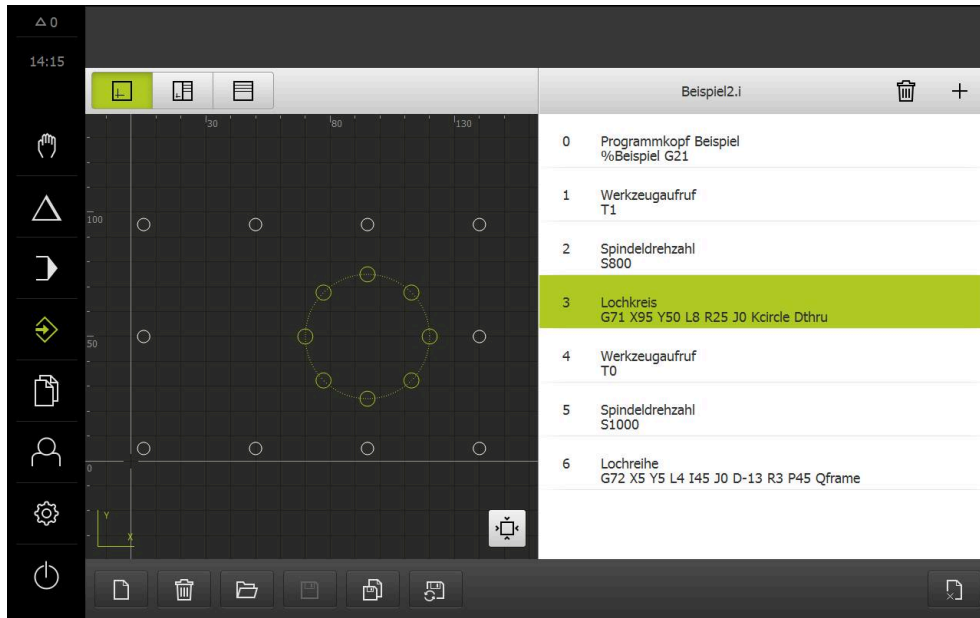 0
14:15
Beispiel2.i
30
80
130
100
50
0
Y
X
0 Programmkopf Beispiel
%Beispiel G21
1 Werkzeugaufruf
T1
2 Spindeldrehzahl
S800
3 Lochkreis
G71 X95 Y50 L8 R25 J0 Kcircle Dthru
4 Werkzeugaufruf
T0
5 Spindeldrehzahl
S1000
6 Lochreihe
G72 X5 Y5 L4 I45 J0 D-13 R3 P45 Qframe